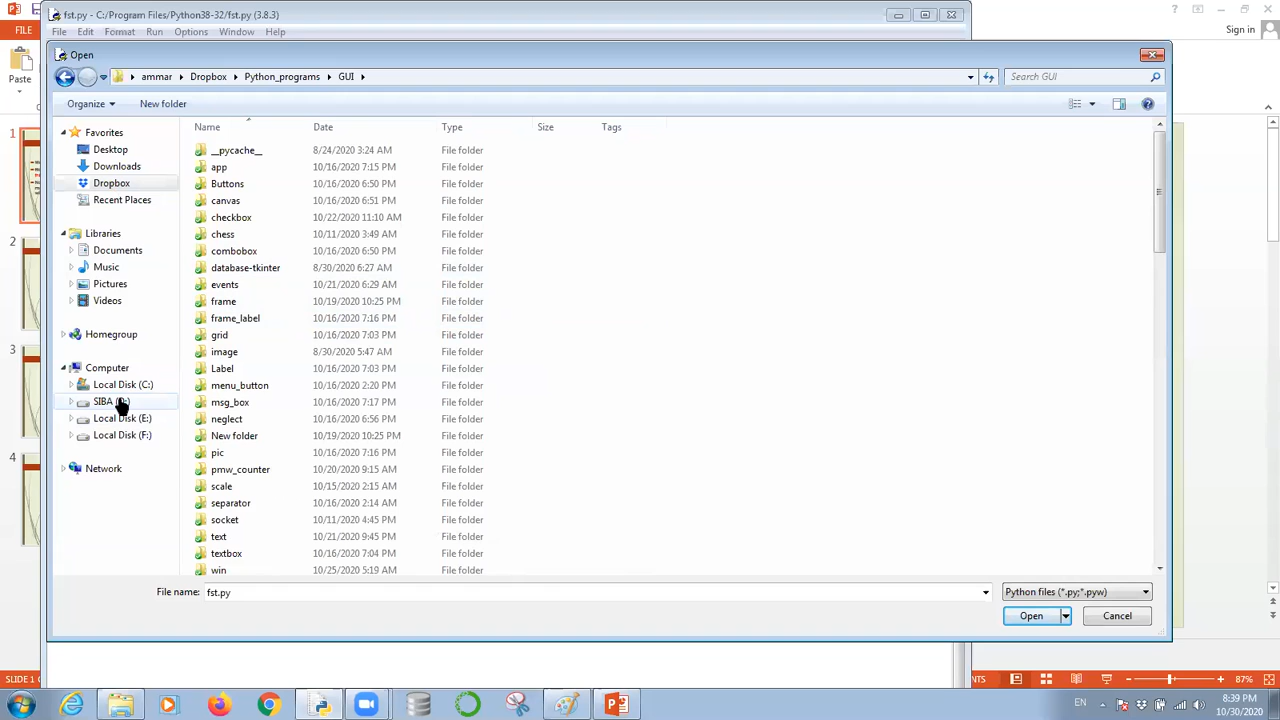 fst.py - C:/Program Files/Python38-32/fst.py (3.8.3)
Sign in
FILE
File Edit Format Run Options Window Help
Open
Paste
ammar Dropbox Python_programs GUI
Search GUI
Organize New folder
Name Date Type Size Tags
Favorites
Desktop
Downloads
Dropbox
Recent Places
Libraries
Documents
Music
Pictures
Videos
Homegroup
Computer
Local Disk (C:)
SIBA
Local Disk (E:)
Local Disk (F:)
Network
__pycache__ 8/24/2020 3:24 AM File folder
app 10/16/2020 7:15 PM File folder
Buttons 10/16/2020 6:50 PM File folder
canvas 10/16/2020 6:51 PM File folder
checkbox 10/22/2020 11:10 AM File folder
chess 10/11/2020 3:49 AM File folder
combobox 10/16/2020 6:50 PM File folder
database-tkinter 8/30/2020 6:27 AM File folder
events 10/21/2020 6:29 AM File folder
frame 10/19/2020 10:25 PM File folder
frame_label 10/16/2020 7:16 PM File folder
grid 10/16/2020 7:03 PM File folder
image 8/30/2020 5:47 AM File folder
Label 10/16/2020 7:03 PM File folder
menu_button 10/16/2020 2:20 PM File folder
msg_box 10/16/2020 7:17 PM File folder
neglect 10/16/2020 6:56 PM File folder
New folder 10/19/2020 10:25 PM File folder
pic 10/16/2020 7:16 PM File folder
pmw_counter 10/20/2020 9:15 AM File folder
scale 10/15/2020 2:15 AM File folder
separator 10/16/2020 2:14 AM File folder
socket 10/11/2020 4:45 PM File folder
text 10/21/2020 9:45 PM File folder
textbox 10/16/2020 7:04 PM File folder
win 10/25/2020 5:19 AM File folder
1
2
3
4
File name: fst.py Python files (*.py;*.pyw)
Open Cancel
SLIDE 1 NTS 87%
EN 8:39 PM
10/30/2020